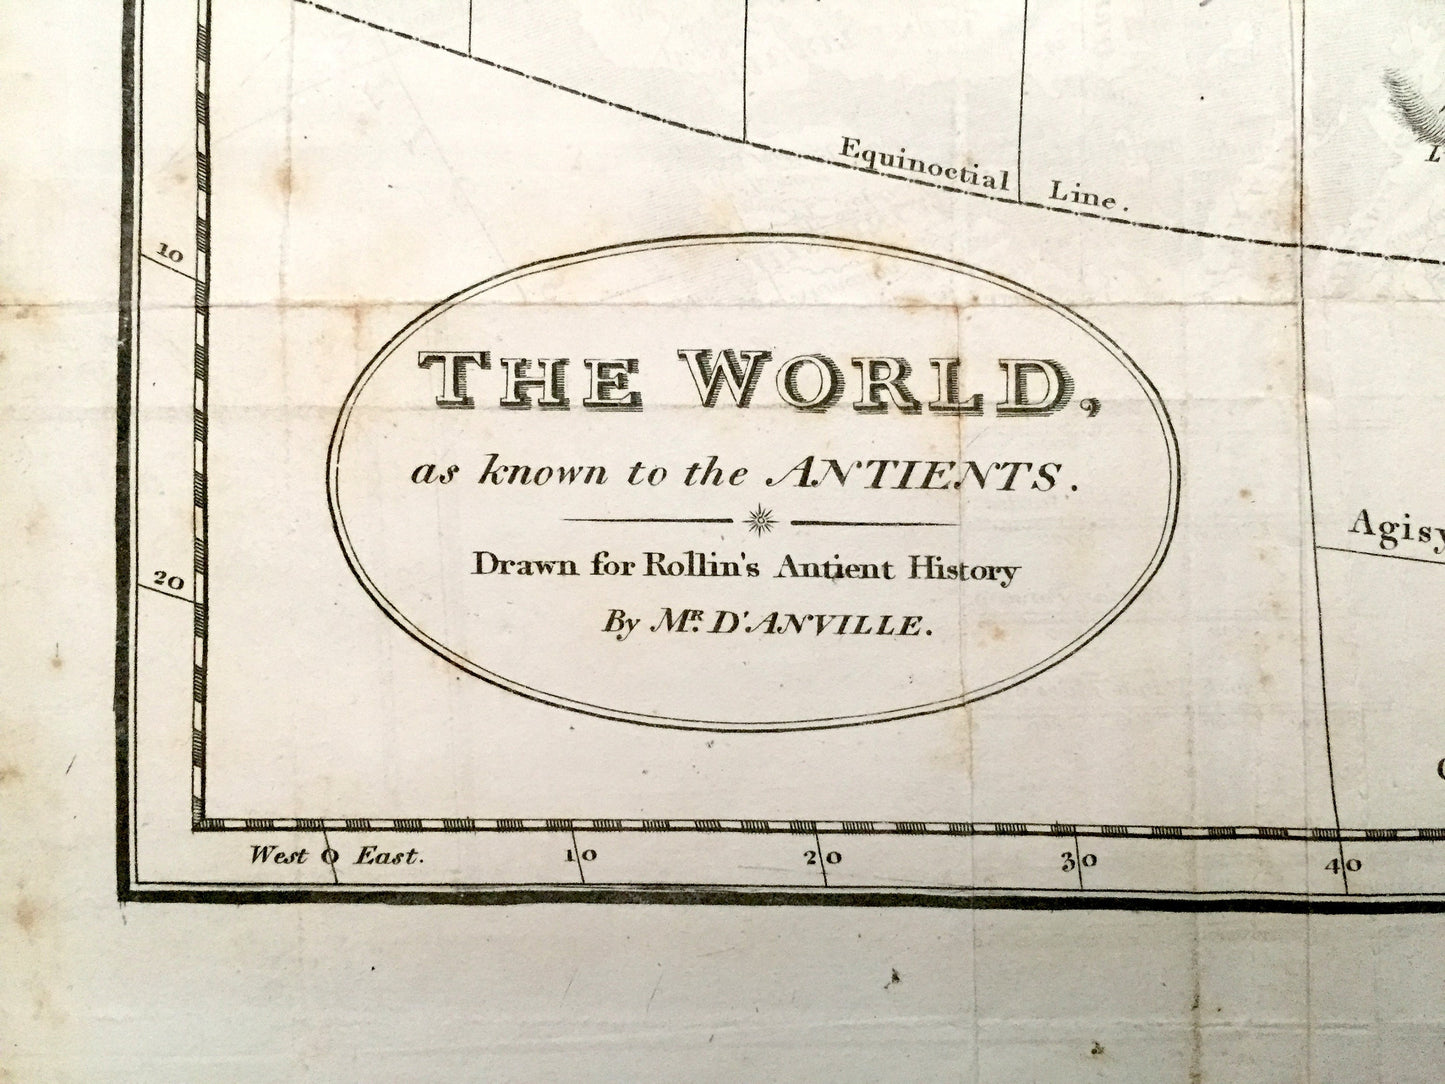 Equinoctial Line.
10
THE WORLD,
as known to the ANTIENTS.
Agisy
Drawn for Rollin's Antient History
20
By MR. D'ANVILLE.
West 0 East. 10 20 30 40